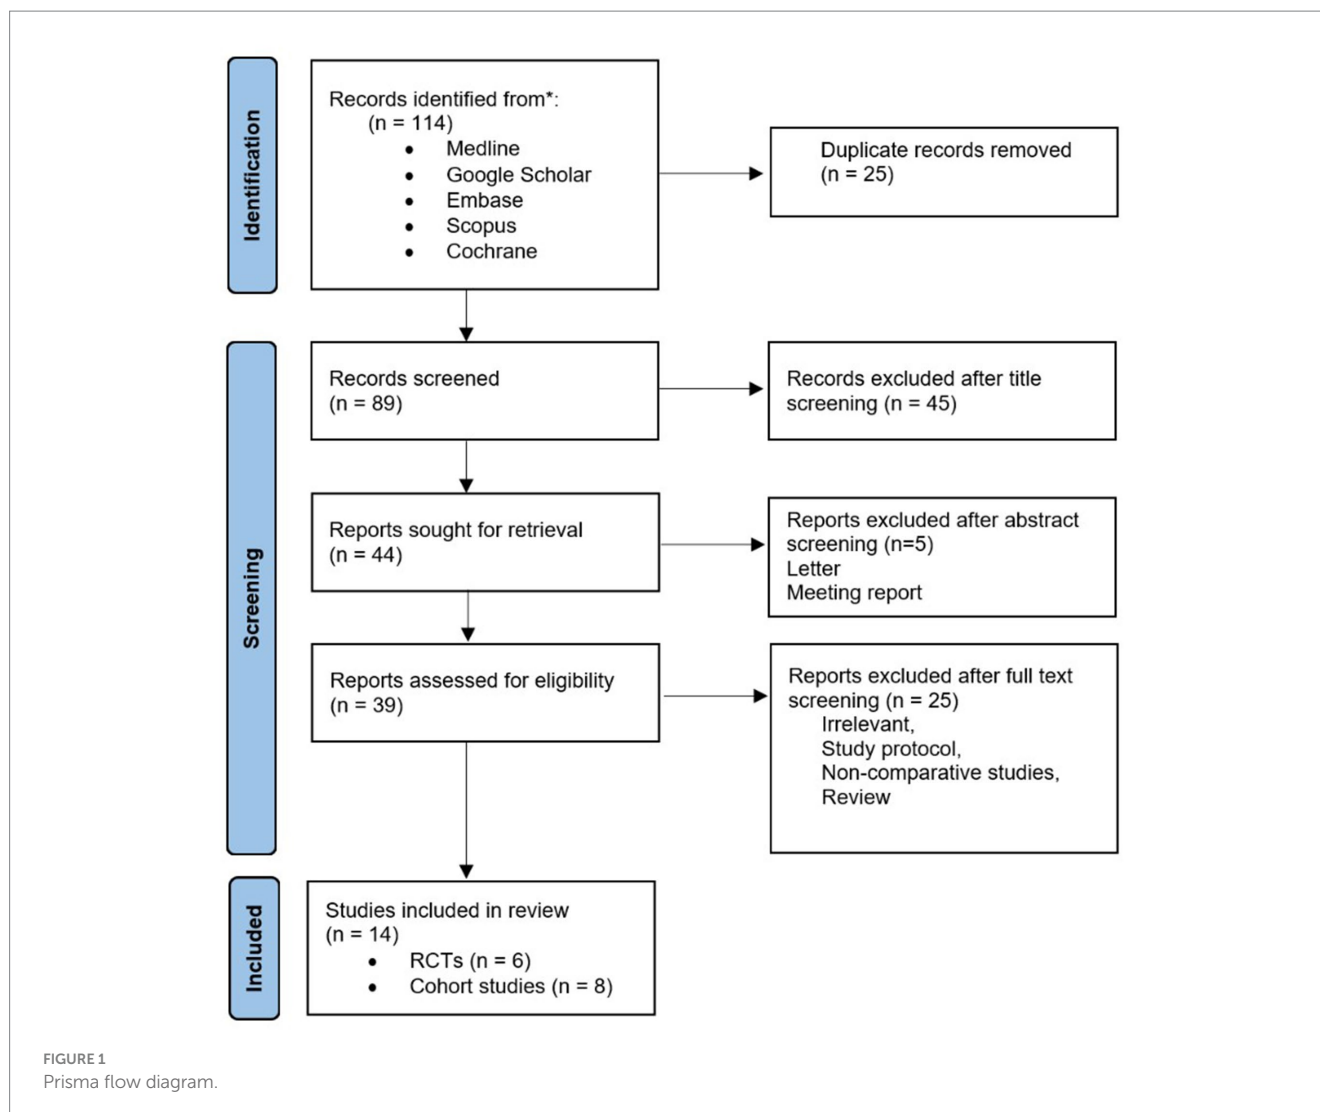 Identification
Records identified from*:
(n = 114)
• Medline
• Google Scholar
• Embase
• Scopus
• Cochrane
Duplicate records removed
(n = 25)
Screening
Records screened
(n = 89)
Records excluded after title
screening (n = 45)
Reports sought for retrieval
(n = 44)
Reports excluded after abstract
screening (n=5)
Letter
Meeting report
Reports assessed for eligibility
(n = 39)
Reports excluded after full text
screening (n = 25)
Irrelevant,
Study protocol,
Non-comparative studies,
Review
Included
Studies included in review
(n = 14)
• RCTs (n = 6)
• Cohort studies (n = 8)
FIGURE 1
Prisma flow diagram.